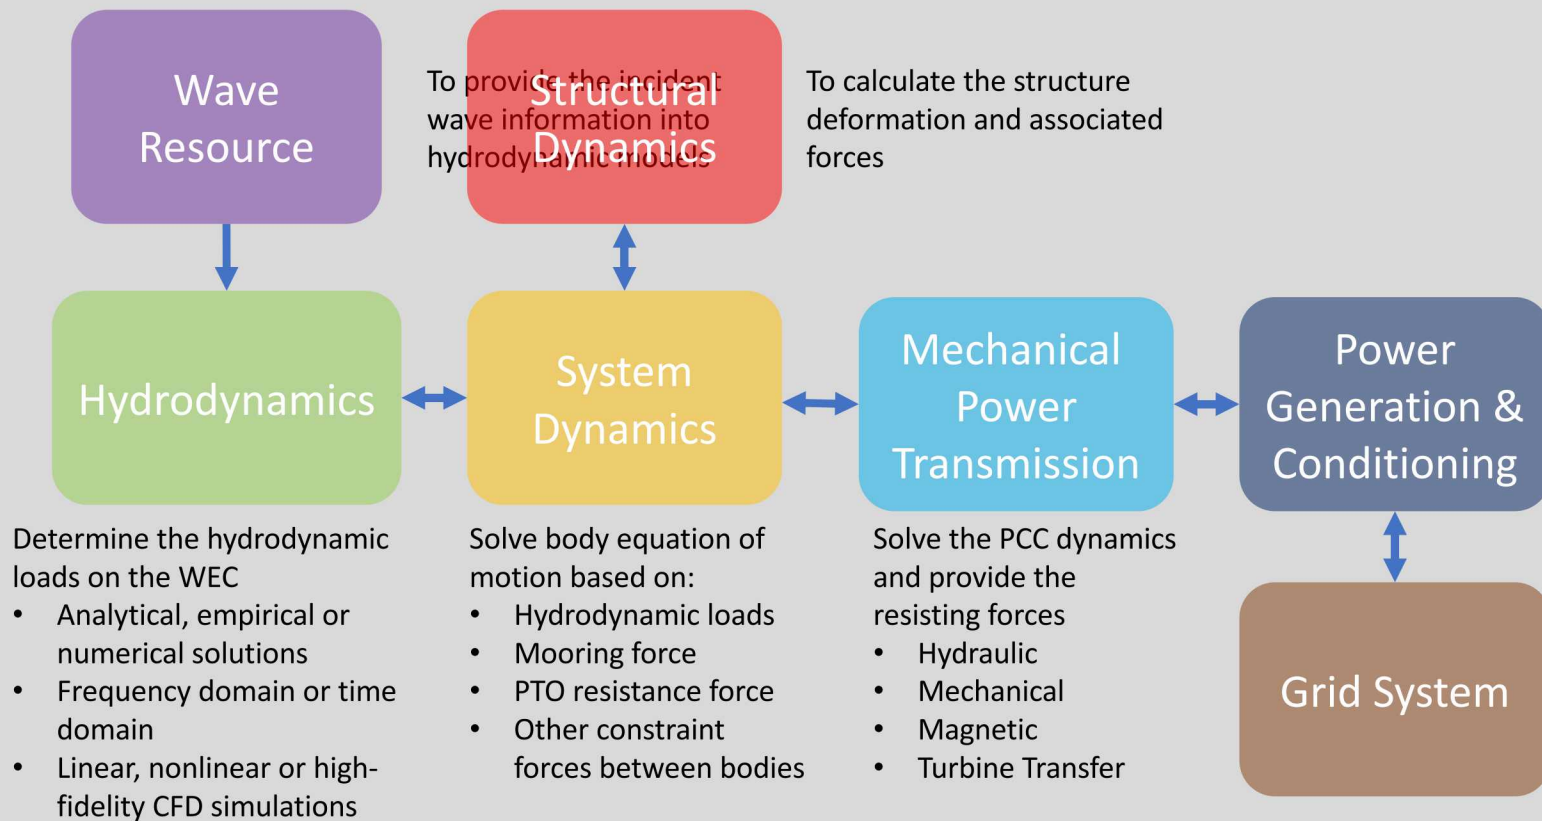 Wave
Resource
To provide the incident
wave information into
hydrodynamic models
Structural
Dynamics
To calculate the structure
deformation and associated
forces
Hydrodynamics
System
Dynamics
Mechanical
Power
Transmission
Power
Generation &
Conditioning
Determine the hydrodynamic
loads on the WEC
• Analytical, empirical or
numerical solutions
• Frequency domain or time
domain
• Linear, nonlinear or high-
fidelity CFD simulations
Solve body equation of
motion based on:
• Hydrodynamic loads
• Mooring force
• PTO resistance force
• Other constraint
forces between bodies
Solve the PCC dynamics
and provide the
resisting forces
• Hydraulic
• Mechanical
• Magnetic
• Turbine Transfer
Grid System